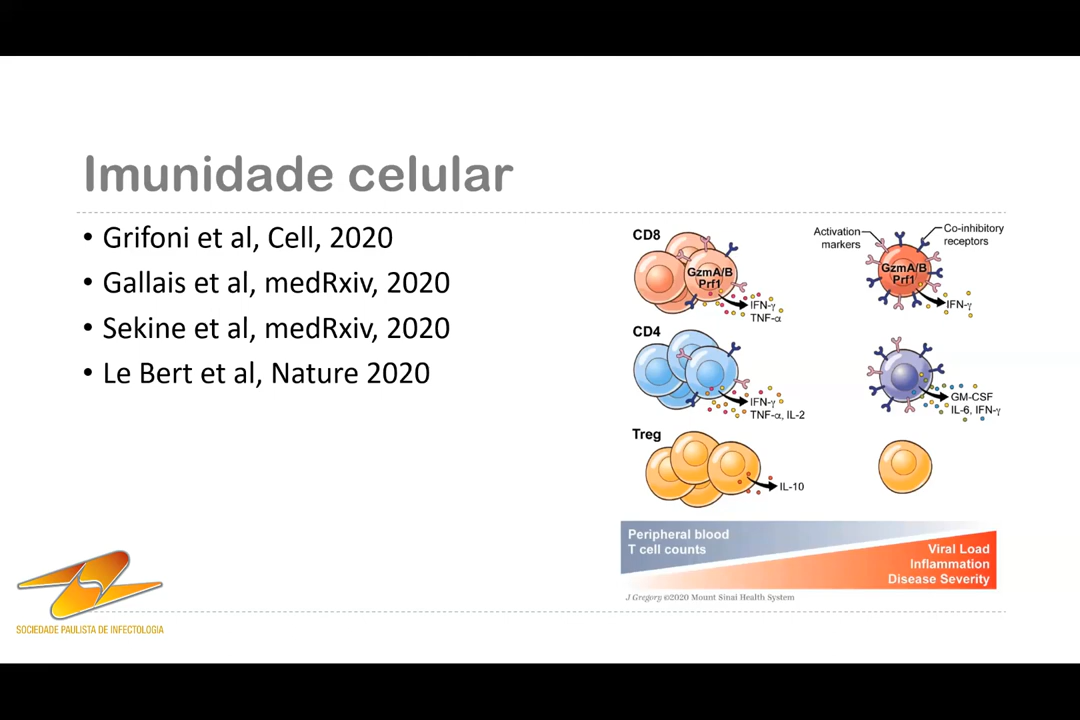 Imunidade celular
• Grifoni et al, Cell, 2020
• Gallais et al, medRxiv, 2020
• Sekine et al, medRxiv, 2020
• Le Bert et al, Nature 2020
CD8
GzmA/B
Prf1
IFN-γ
TNF-α
Activation
markers
Co-inhibitory
receptors
GzmA/B
Prf1
IFN-γ
CD4
IFN-γ
TNF-α, IL-2
GM-CSF
IL-6, IFN-γ
Treg
IL-10
Peripheral blood
T cell counts
Viral Load
Inflammation
Disease Severity
J Gregory ©2020 Mount Sinai Health System
SOCIEDADE PAULISTA DE INFECTOLOGIA